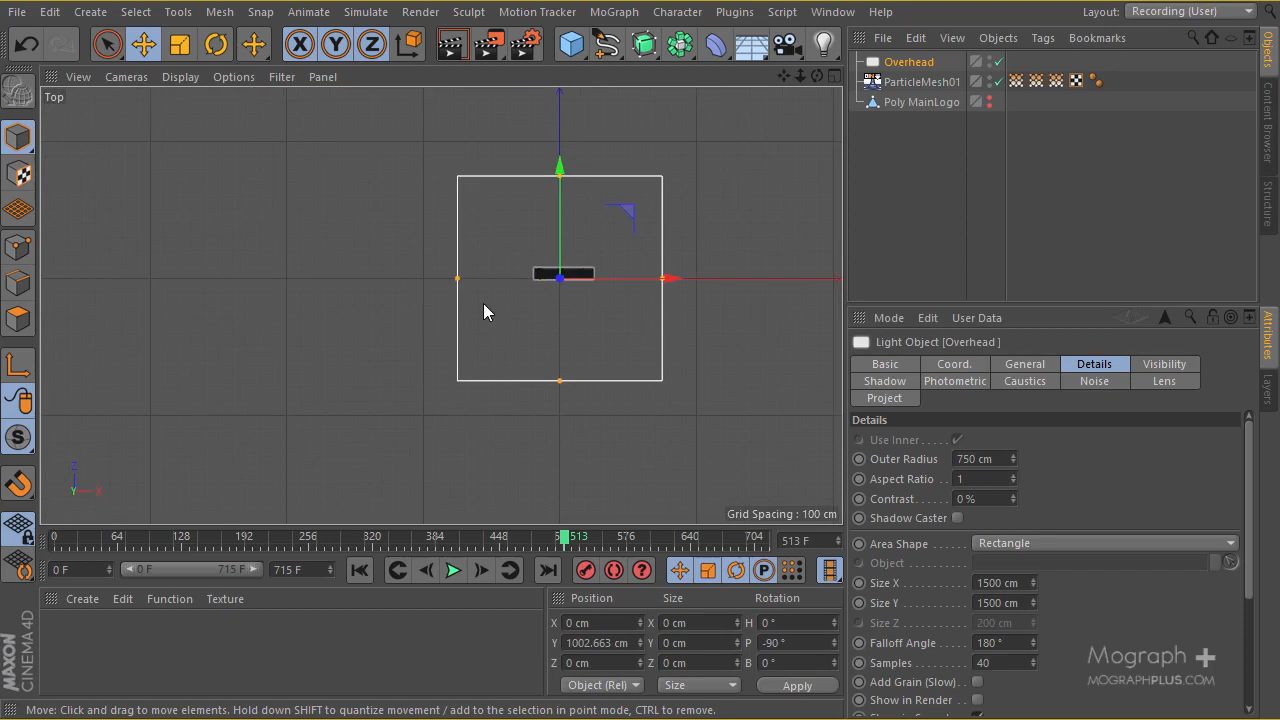 File Edit Create Select Tools Mesh Snap Animate Simulate Render Sculpt Motion Tracker MoGraph Character Plugins Script Window Help Layout: Recording (User)
X Y Z
File Edit View Objects Tags Bookmarks
View Cameras Display Options Filter Panel
Top
Overhead
ParticleMesh01
Poly MainLogo
Objects
Content Browser
Structure
Attributes
Layers
Mode Edit User Data
Light Object [Overhead ]
Basic Coord. General Details Visibility
Shadow Photometric Caustics Noise Lens
Project
Details
Use Inner
Outer Radius 750 cm
Aspect Ratio 1
Contrast 0 %
Shadow Caster
Area Shape Rectangle
Object
Size X 1500 cm
Size Y 1500 cm
Size Z 200 cm
Falloff Angle 180 °
Samples 40
Add Grain (Slow)
Show in Render
Z
Y X
Grid Spacing : 100 cm
0 64 128 192 256 320 384 448 513 576 640 704 513 F
0 F 0 F 715 F 715 F
Create Edit Function Texture
Position Size Rotation
X 0 cm X 0 cm H 0 °
Y 1002.663 cm Y 0 cm P -90 °
Z 0 cm Z 0 cm B 0 °
Object (Rel) Size Apply
MAXON
CINEMA 4D
Mograph +
MOGRAPHPLUS.COM
Move: Click and drag to move elements. Hold down SHIFT to quantize movement / add to the selection in point mode, CTRL to remove.